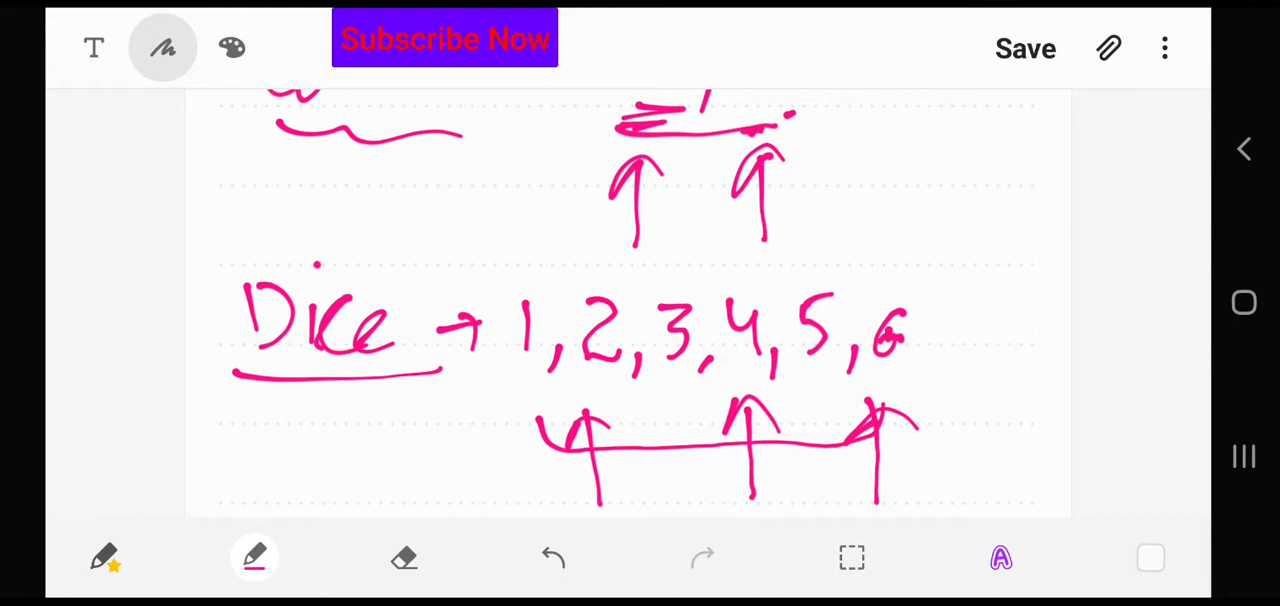 T
Subscribe Now
Save
Dice → 1, 2, 3, 4, 5, 6
A